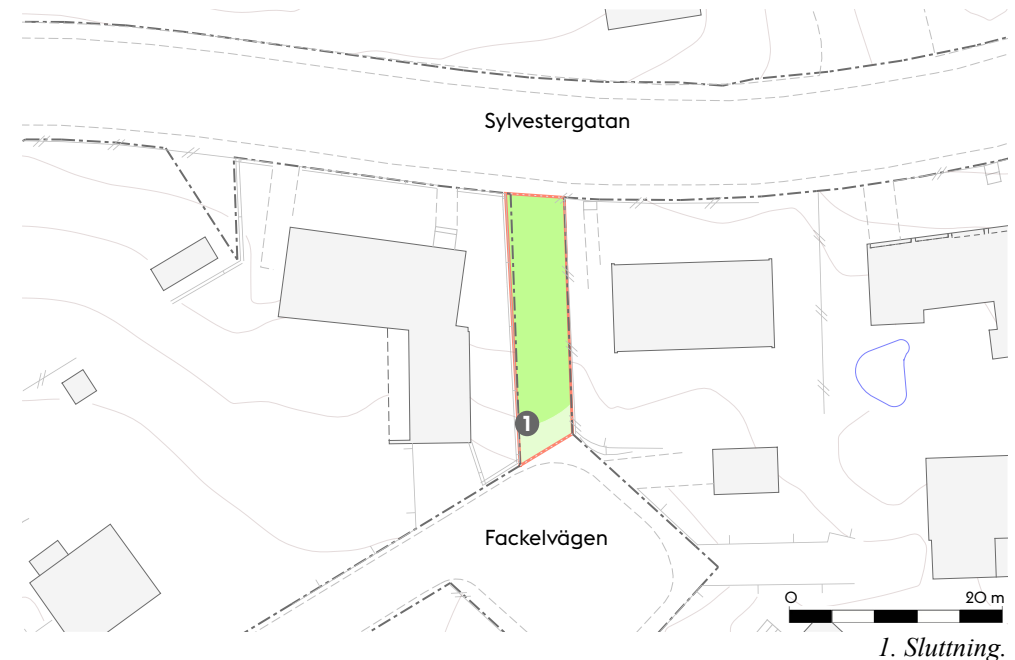 Sylvestergatan
1
Fackelvägen
0 20 m
1. Sluttning.